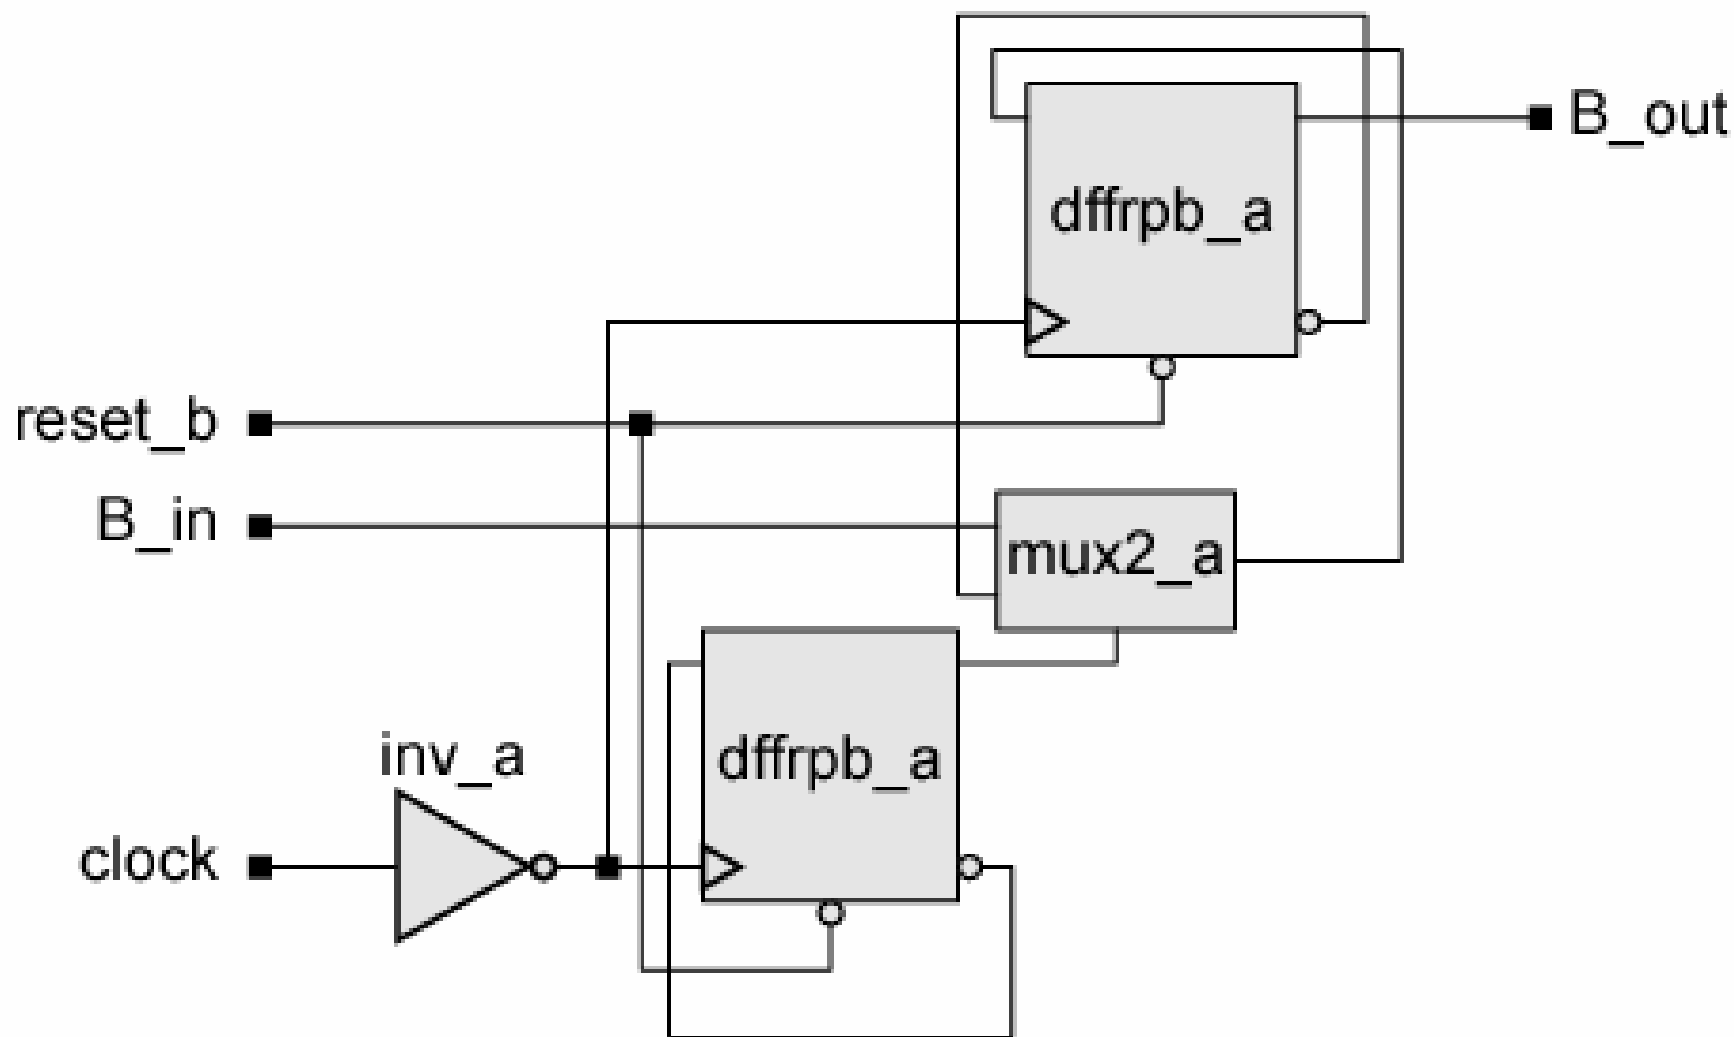 B_out
dffrpb_a
reset_b
B_in
mux2_a
inv_a
dffrpb_a
clock